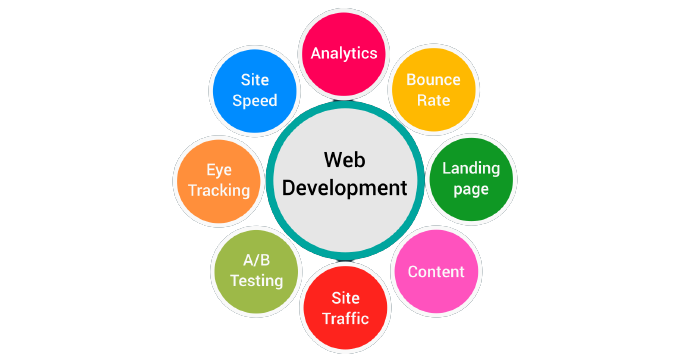 Analytics
Bounce
Rate
Landing
page
Content
Site
Traffic
A/B
Testing
Eye
Tracking
Site
Speed
Web
Development